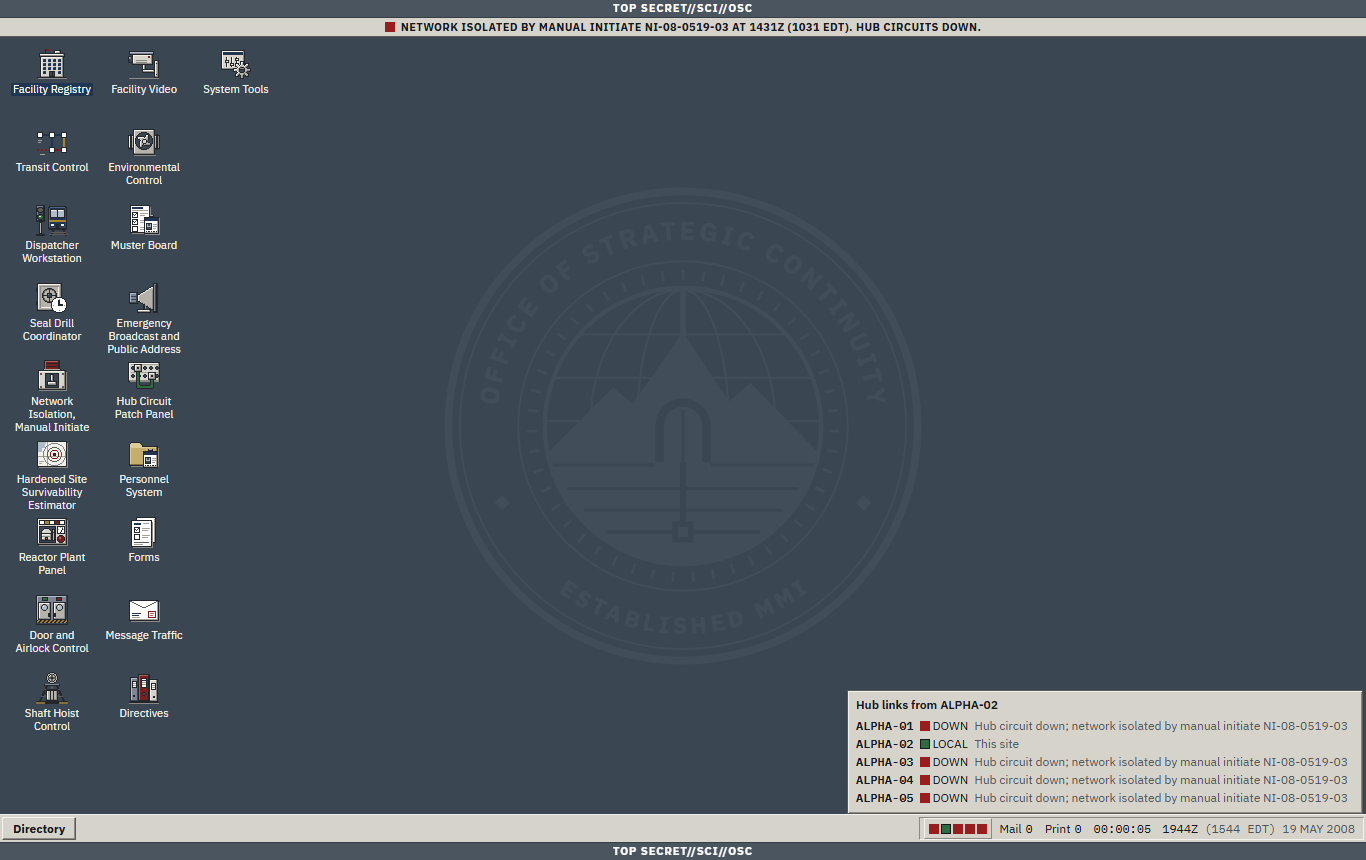 TOP SECRET//SCI//OSC
NETWORK ISOLATED BY MANUAL INITIATE NI-08-0519-03 AT 1431Z (1031 EDT). HUB CIRCUITS DOWN.
Facility Registry
Facility Video
System Tools
Transit Control
Environmental
Control
Dispatcher
Workstation
Muster Board
Seal Drill
Coordinator
Emergency
Broadcast and
Public Address
Network
Isolation,
Manual Initiate
Hub Circuit
Patch Panel
Hardened Site
Survivability
Estimator
Personnel
System
Reactor Plant
Panel
Forms
Door and
Airlock Control
Message Traffic
Shaft Hoist
Control
Directives
OFFICE OF STRATEGIC CONTINUITY
ESTABLISHED MMI
Hub links from ALPHA-02
ALPHA-01 DOWN Hub circuit down; network isolated by manual initiate NI-08-0519-03
ALPHA-02 LOCAL This site
ALPHA-03 DOWN Hub circuit down; network isolated by manual initiate NI-08-0519-03
ALPHA-04 DOWN Hub circuit down; network isolated by manual initiate NI-08-0519-03
ALPHA-05 DOWN Hub circuit down; network isolated by manual initiate NI-08-0519-03
Directory
Mail 0 Print 0 00:00:05 1944Z (1544 EDT) 19 MAY 2008
TOP SECRET//SCI//OSC